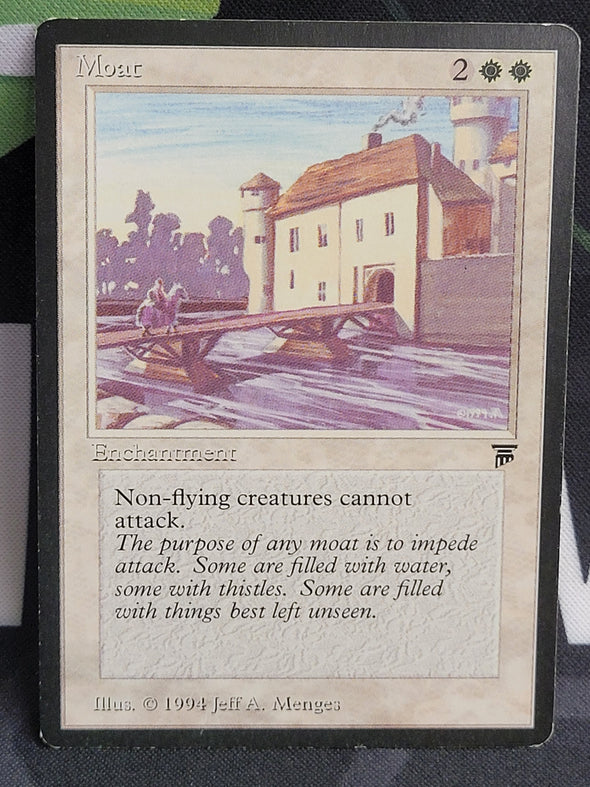 Moat
2
Enchantment
Non-flying creatures cannot
attack.
The purpose of any moat is to impede
attack. Some are filled with water,
some with thistles. Some are filled
with things best left unseen.
Illus. © 1994 Jeff A. Menges